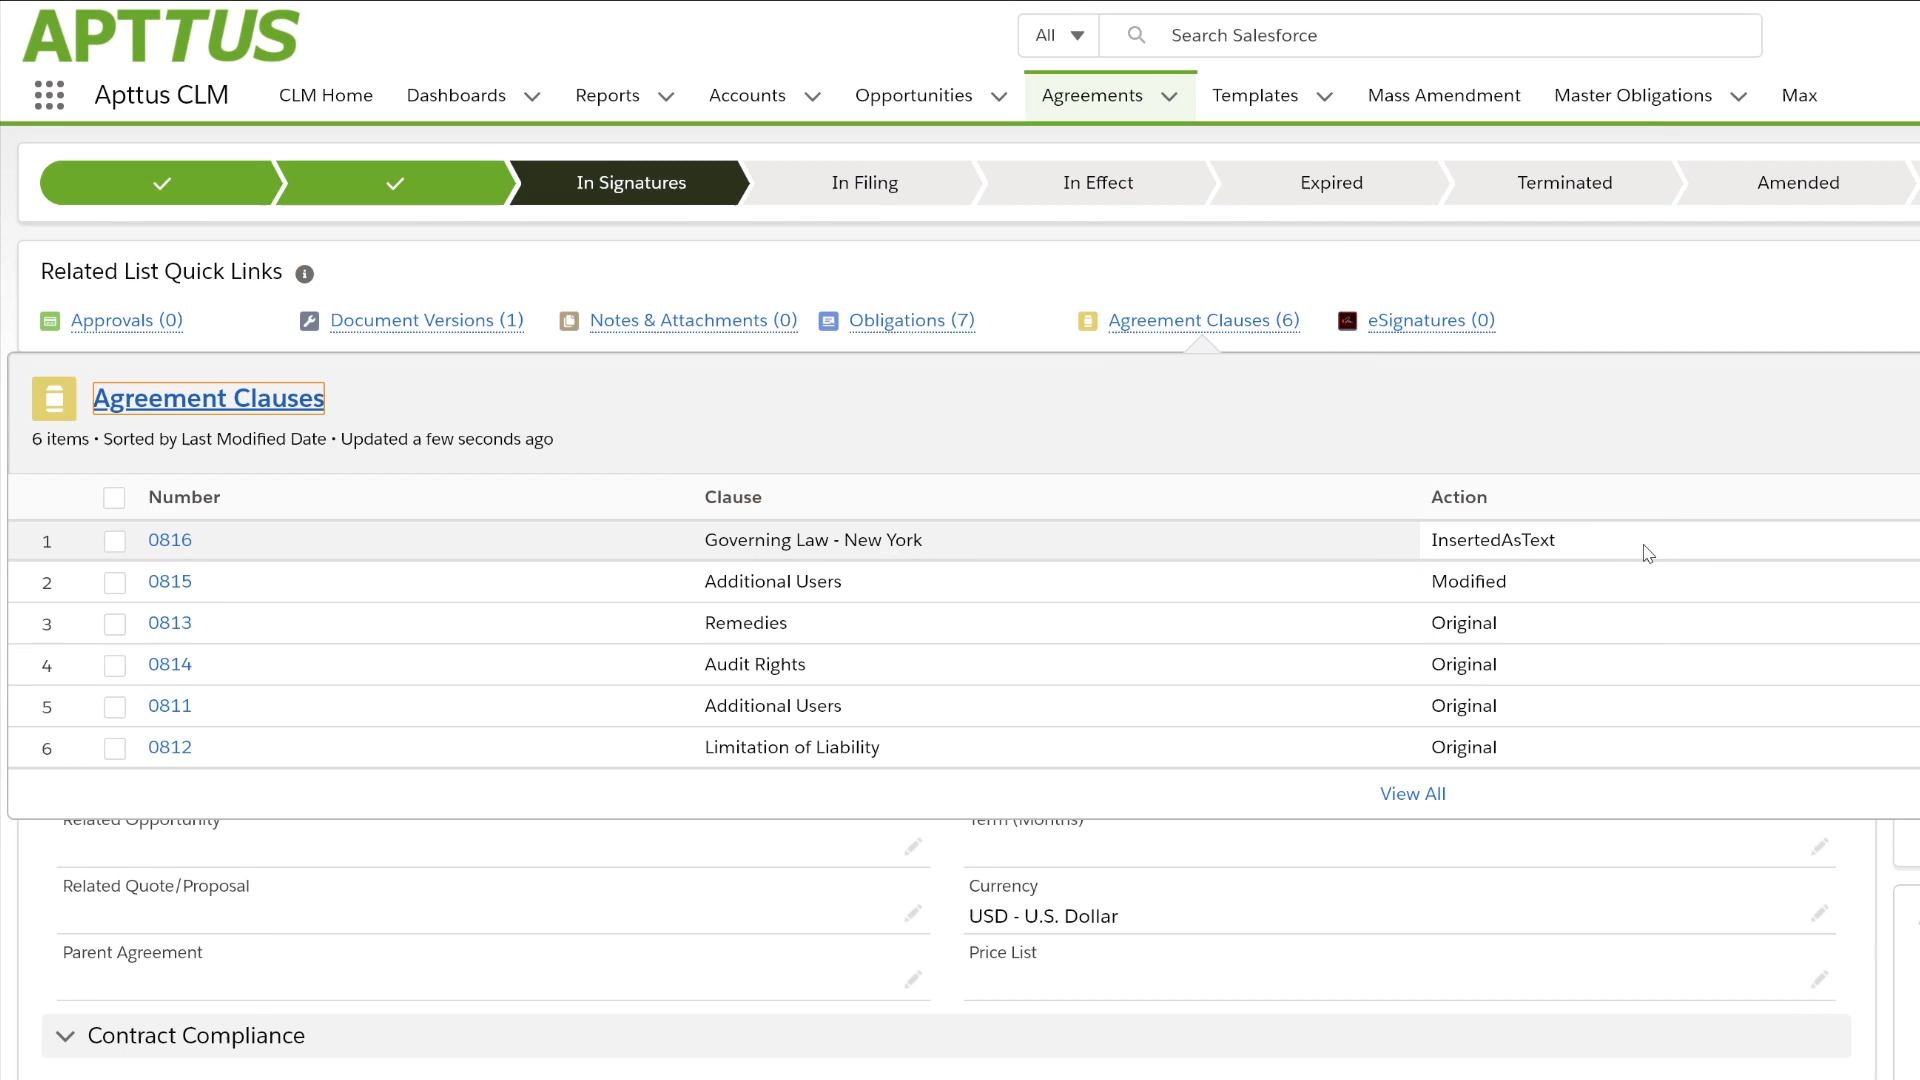 APTTUS
All
Search Salesforce
Apttus CLM
CLM Home
Dashboards
Reports
Accounts
Opportunities
Agreements
Templates
Mass Amendment
Master Obligations
Max
In Signatures
In Filing
In Effect
Expired
Terminated
Amended
Related List Quick Links
Approvals (0)
Document Versions (1)
Notes & Attachments (0)
Obligations (7)
Agreement Clauses (6)
eSignatures (0)
Agreement Clauses
6 items • Sorted by Last Modified Date • Updated a few seconds ago
Number Clause Action
1 0816 Governing Law - New York InsertedAsText
2 0815 Additional Users Modified
3 0813 Remedies Original
4 0814 Audit Rights Original
5 0811 Additional Users Original
6 0812 Limitation of Liability Original
View All
Related Opportunity
Term (Months)
Related Quote/Proposal
Currency
USD - U.S. Dollar
Parent Agreement
Price List
Contract Compliance